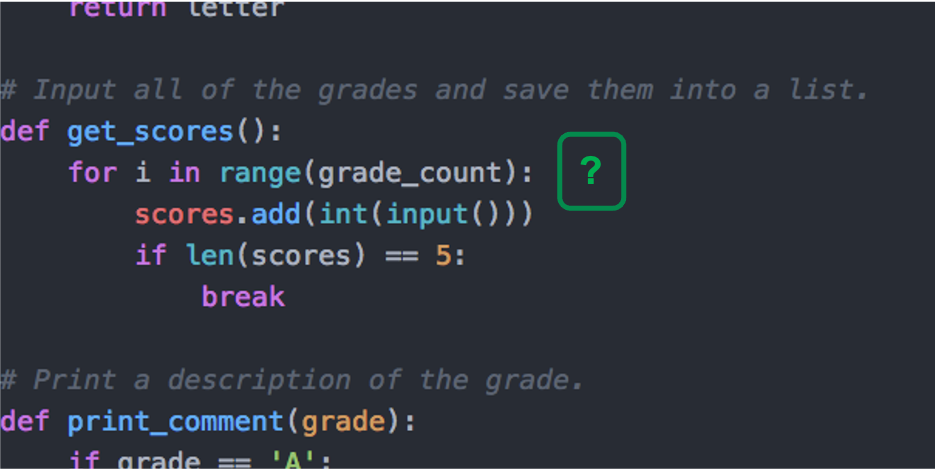 return letter
# Input all of the grades and save them into a list.
def get_scores():
    for i in range(grade_count):
?
        scores.add(int(input()))
        if len(scores) == 5:
            break
# Print a description of the grade.
def print_comment(grade):
    if grade == 'A':